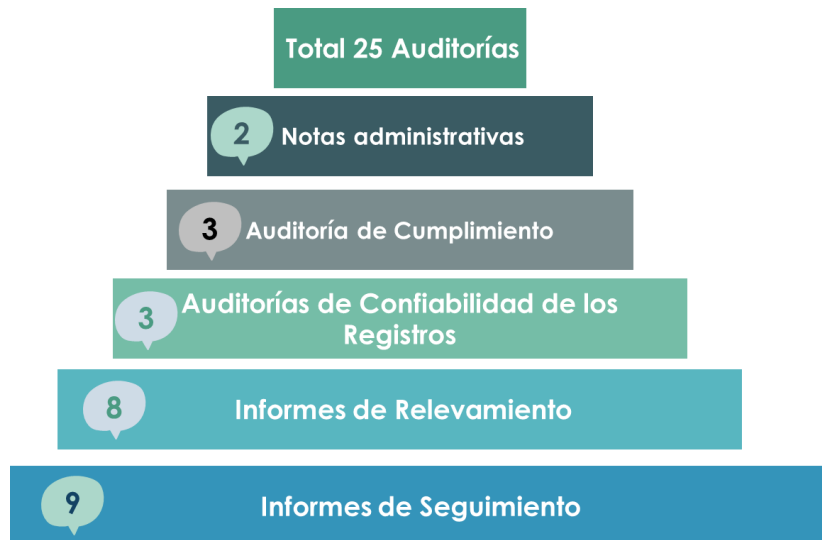 Total 25 Auditorías
2 Notas administrativas
3 Auditoría de Cumplimiento
3 Auditorías de Confiabilidad de los
Registros
8 Informes de Relevamiento
9 Informes de Seguimiento